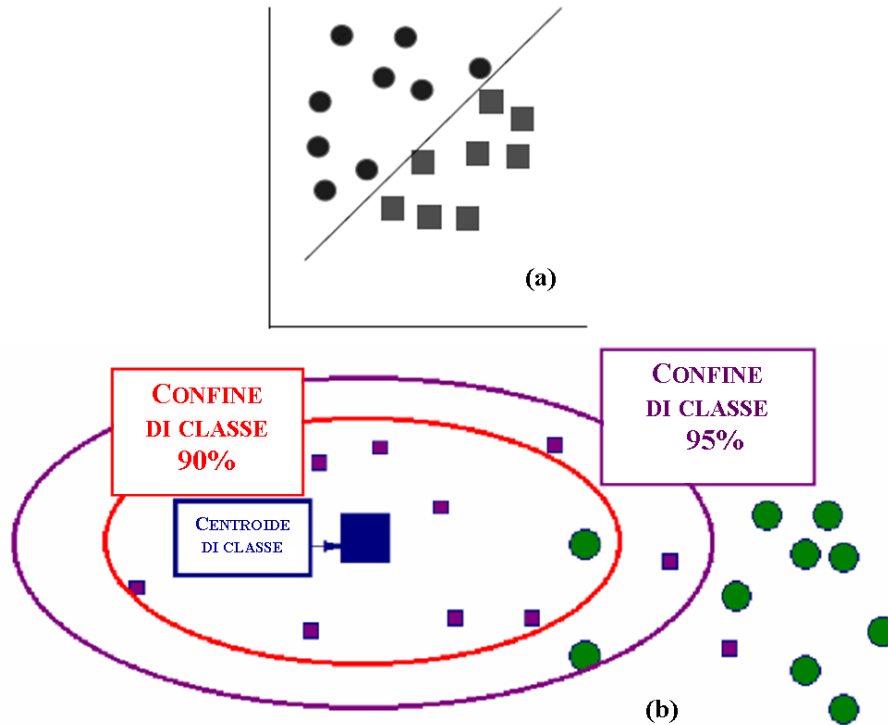 (a)
CONFINE
DI CLASSE
90%
CONFINE
DI CLASSE
95%
CENTROIDE
DI CLASSE
(b)